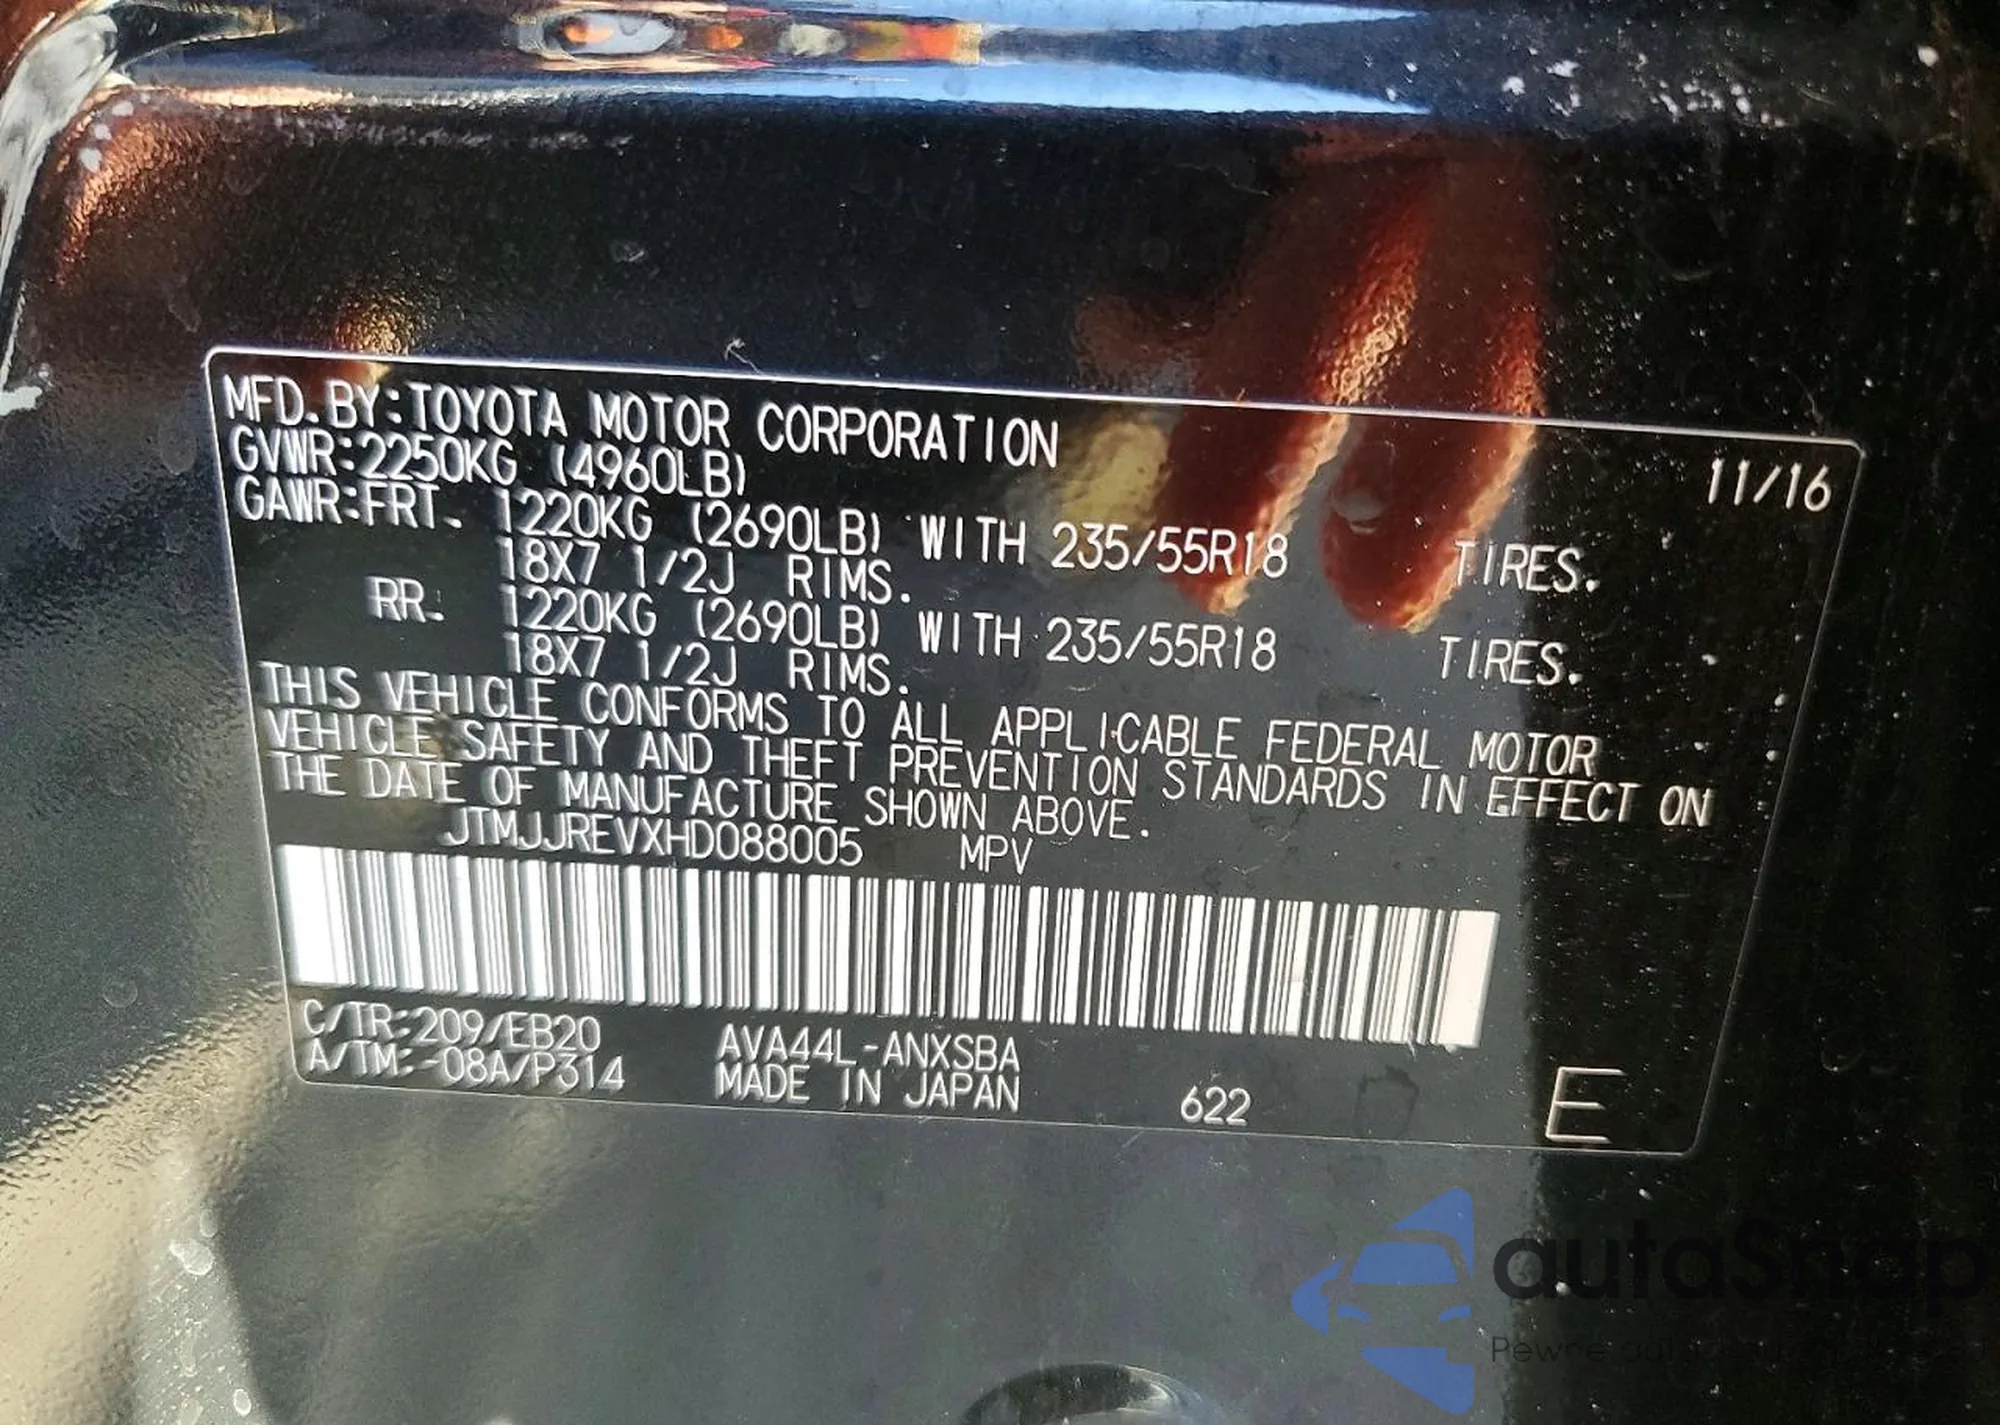 MFD.BY:TOYOTA MOTOR CORPORATION 11/16
GVWR:2250KG (4960LB)
GAWR:FRT. 1220KG (2690LB) WITH 235/55R18 TIRES.
18X7 1/2J RIMS.
RR. 1220KG (2690LB) WITH 235/55R18 TIRES.
18X7 1/2J RIMS.
THIS VEHICLE CONFORMS TO ALL APPLICABLE FEDERAL MOTOR
VEHICLE SAFETY AND THEFT PREVENTION STANDARDS IN EFFECT ON
THE DATE OF MANUFACTURE SHOWN ABOVE.
JTMJJREVXHD088005 MPV
C/TR:209/EB20 AVA44L-ANXSBA
A/TM:-08A/P314 MADE IN JAPAN 622 E
autaSnap
Pewne